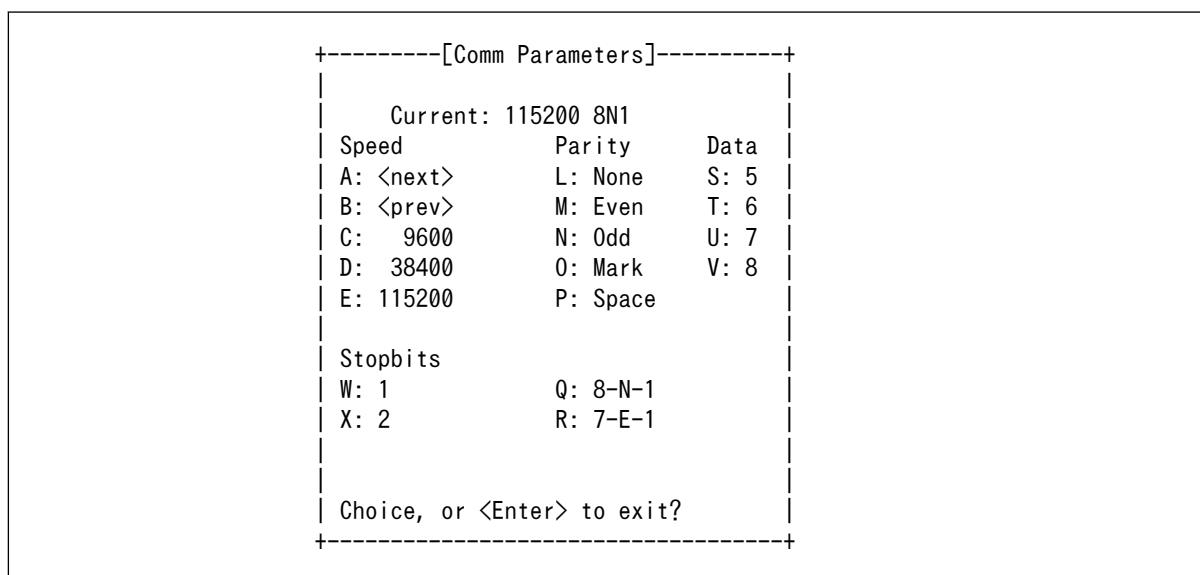 +---------[Comm Parameters]----------+
|                                    |
|     Current: 115200 8N1            |
| Speed            Parity      Data  |
| A: <next>        L: None     S: 5  |
| B: <prev>        M: Even     T: 6  |
| C:   9600        N: Odd      U: 7  |
| D:  38400        O: Mark     V: 8  |
| E: 115200        P: Space          |
|                                    |
| Stopbits                           |
| W: 1             Q: 8-N-1          |
| X: 2             R: 7-E-1          |
|                                    |
|                                    |
| Choice, or <Enter> to exit?        |
+------------------------------------+